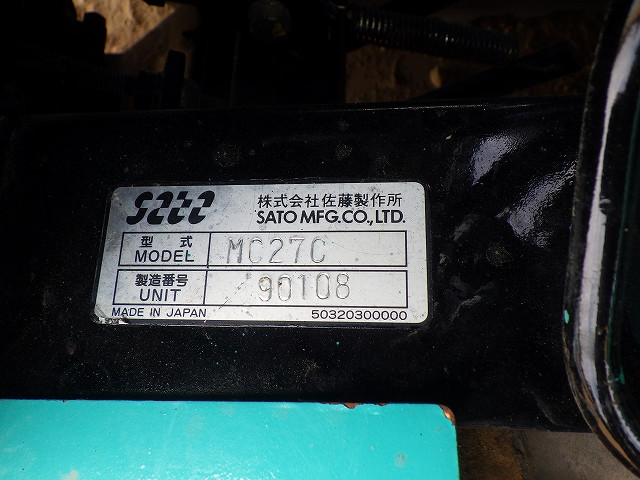 sato 株式会社佐藤製作所
SATO MFG.CO.,LTD.
型 式 MC27C
MODEL
製造番号 90108
UNIT
MADE IN JAPAN 50320300000